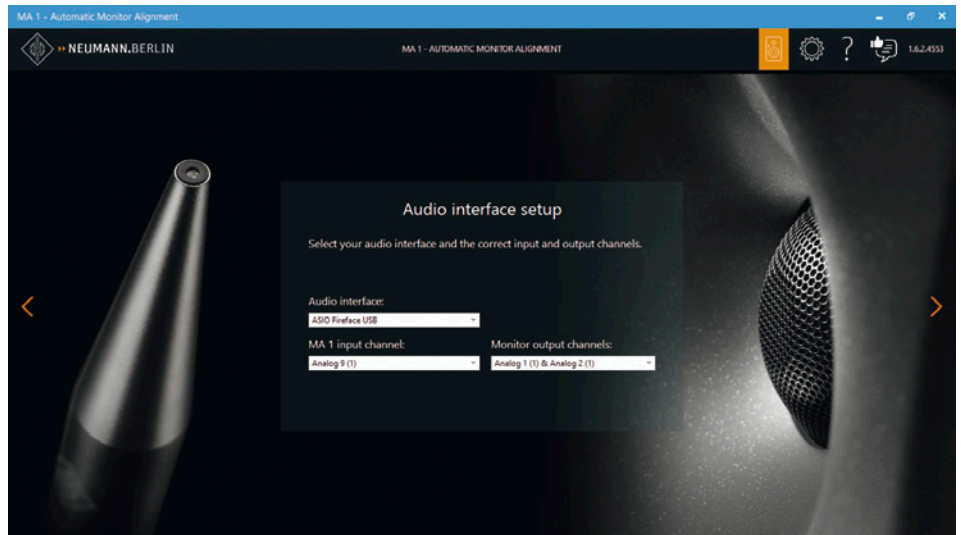 MA 1 - Automatic Monitor Alignment
NEUMANN.BERLIN
MA 1 - AUTOMATIC MONITOR ALIGNMENT
1.6.2.4553
Audio interface setup
Select your audio interface and the correct input and output channels.
Audio interface:
ASIO Fireface USB
MA 1 input channel:
Monitor output channels:
Analog 9 (1)
Analog 1 (1) & Analog 2 (1)